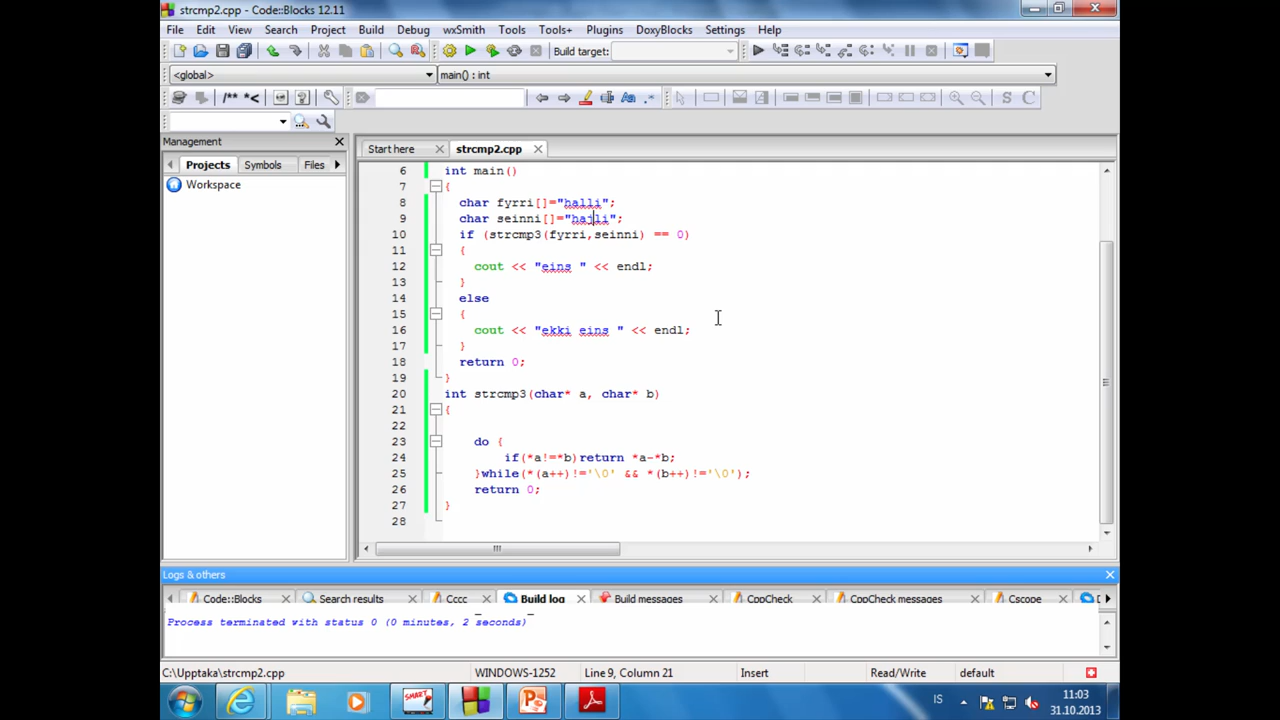 strcmp2.cpp - Code::Blocks 12.11
File Edit View Search Project Build Debug wxSmith Tools Tools+ Plugins DoxyBlocks Settings Help
Build target:
<global> main() : int
/** *<
Aa .*
S C
Management
Projects Symbols Files
Workspace
Start here strcmp2.cpp
6 int main()
7 {
8 char fyrri[]="halli";
9 char seinni[]="
10 if (strcmp3(fyrri,seinni) == 0)
11 {
12 cout << "eins " << endl;
13 }
14 else
15 {
16 cout << "ekki eins " << endl;
17 }
18 return 0;
19 }
20 int strcmp3(char* a, char* b)
21 {
22
23 do {
24 if(*a!=*b)return *a-*b;
25 }while(*(a++)!='\0' && *(b++)!='\0');
26 return 0;
27 }
28
Logs & others
Code::Blocks Search results Cccc Build log Build messages CppCheck CppCheck messages Cscope D
Process terminated with status 0 (0 minutes, 2 seconds)
C:\Upptaka\strcmp2.cpp WINDOWS-1252 Line 9, Column 21 Insert Read/Write default
SMART IS 11:03
31.10.2013